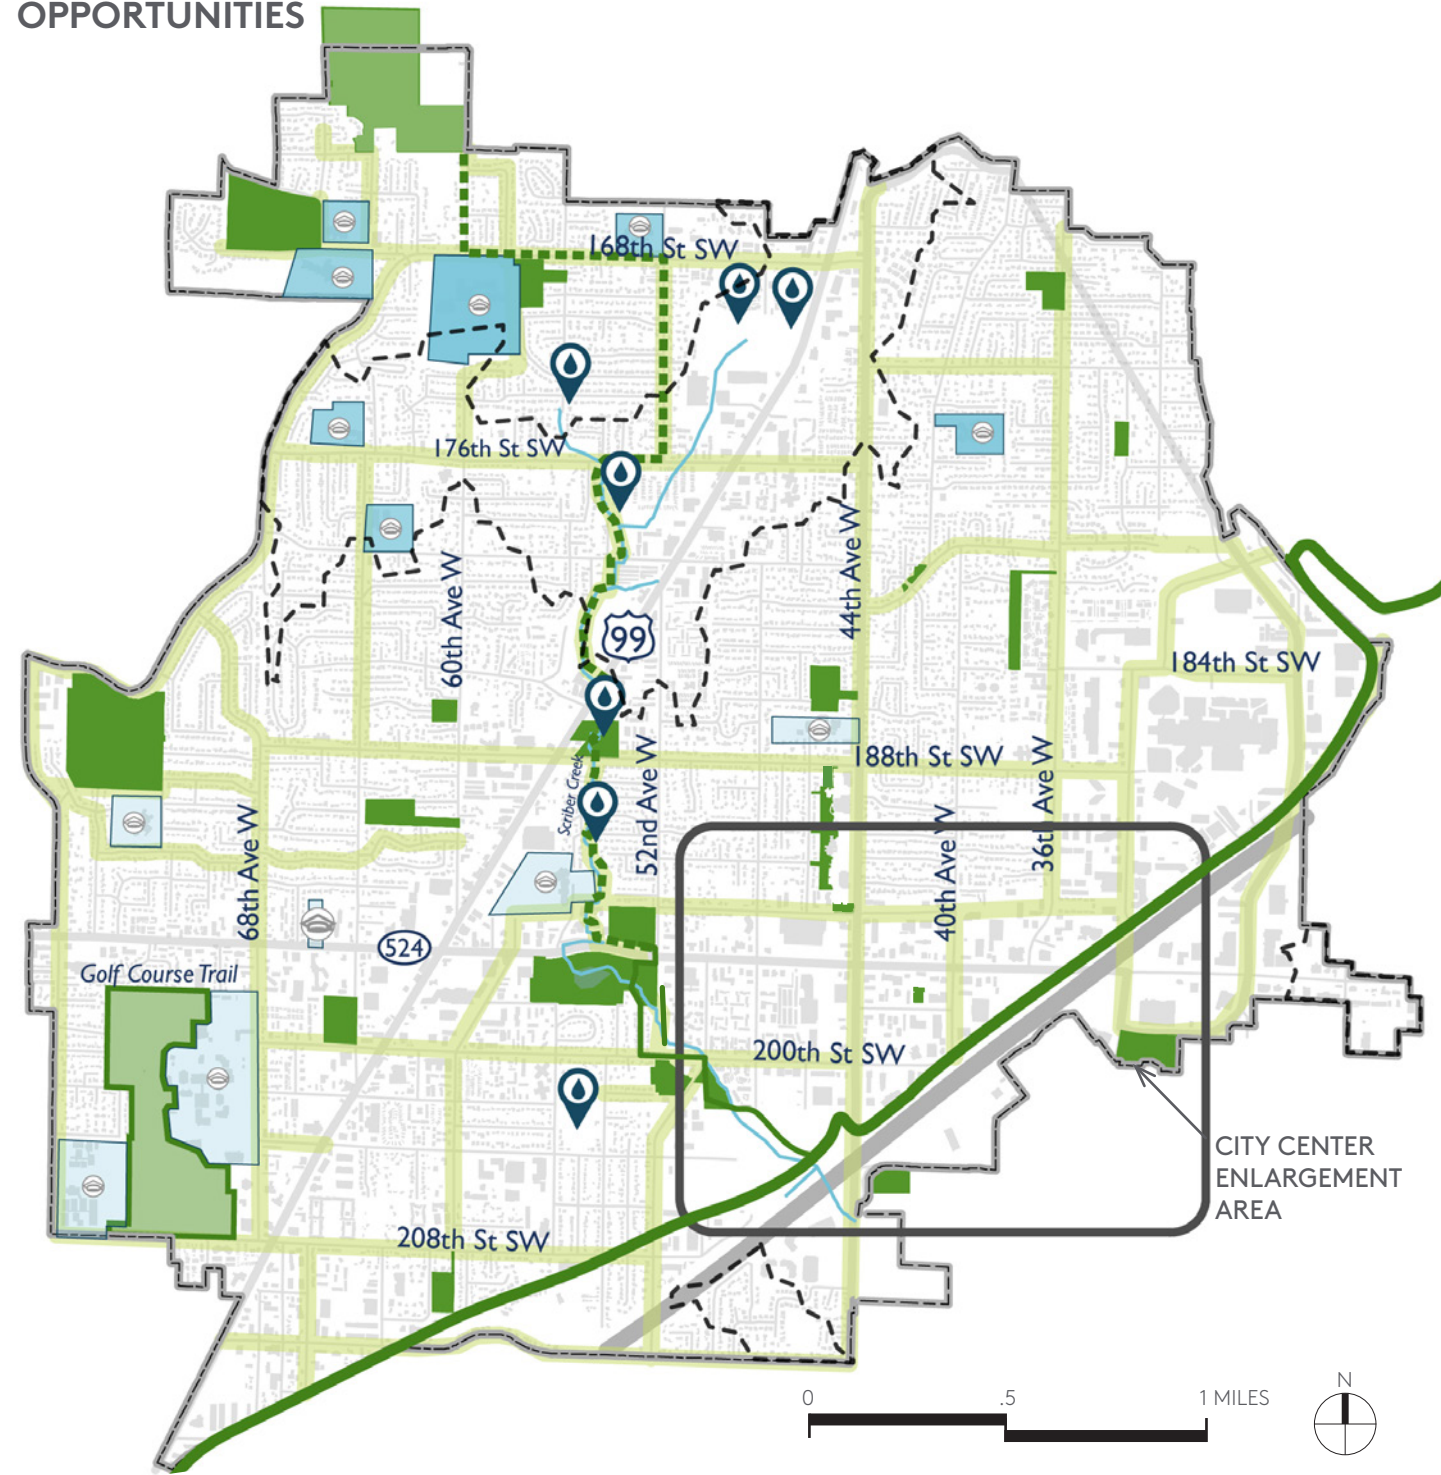 OPPORTUNITIES
168th St SW
176th St SW
44th Ave W
60th Ave W
99
184th St SW
188th St SW
Scriber Creek
52nd Ave W
36th Ave W
40th Ave W
68th Ave W
524
Golf Course Trail
200th St SW
CITY CENTER
ENLARGEMENT
AREA
208th St SW
0 .5 1 MILES
N